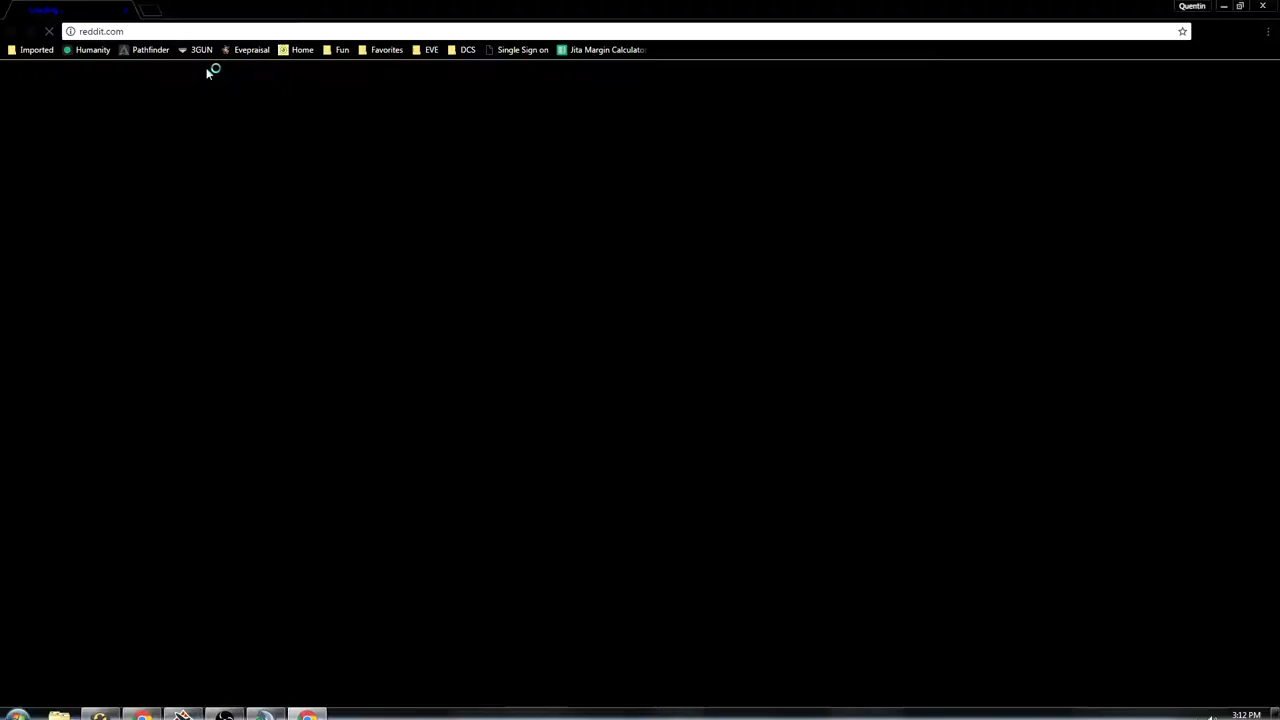 Quentin
reddit.com
Imported Humanity Pathfinder 3GUN Evepraisal Home Fun Favorites EVE DCS Single Sign on Jita Margin Calculato
3:12 PM